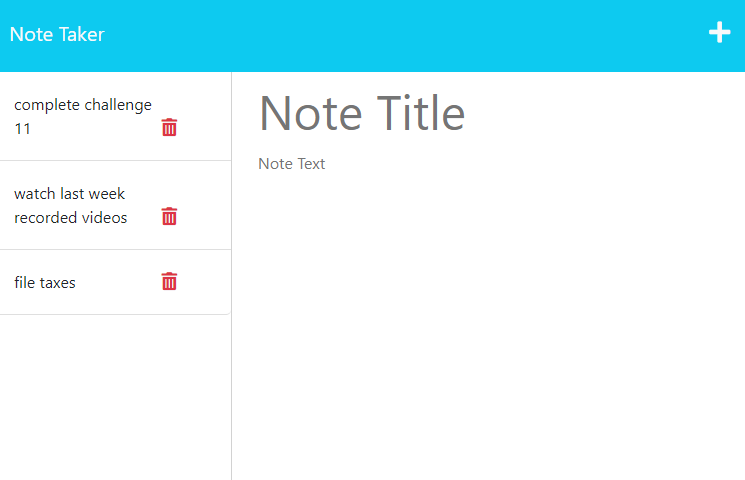 Note Taker
complete challenge
11
watch last week
recorded videos
file taxes
Note Title
Note Text